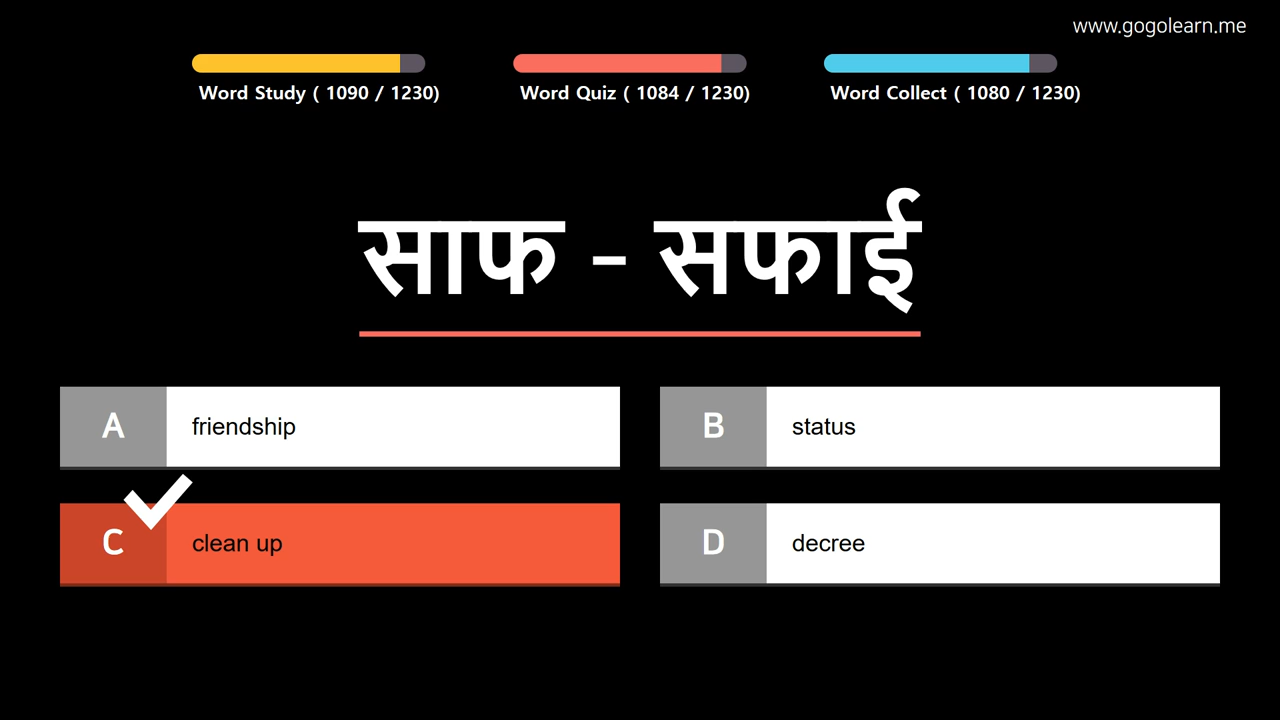 www.gogolearn.me
Word Study ( 1090 / 1230)
Word Quiz ( 1084 / 1230)
Word Collect ( 1080 / 1230)
साफ - सफाई
A friendship
B status
C clean up
D decree